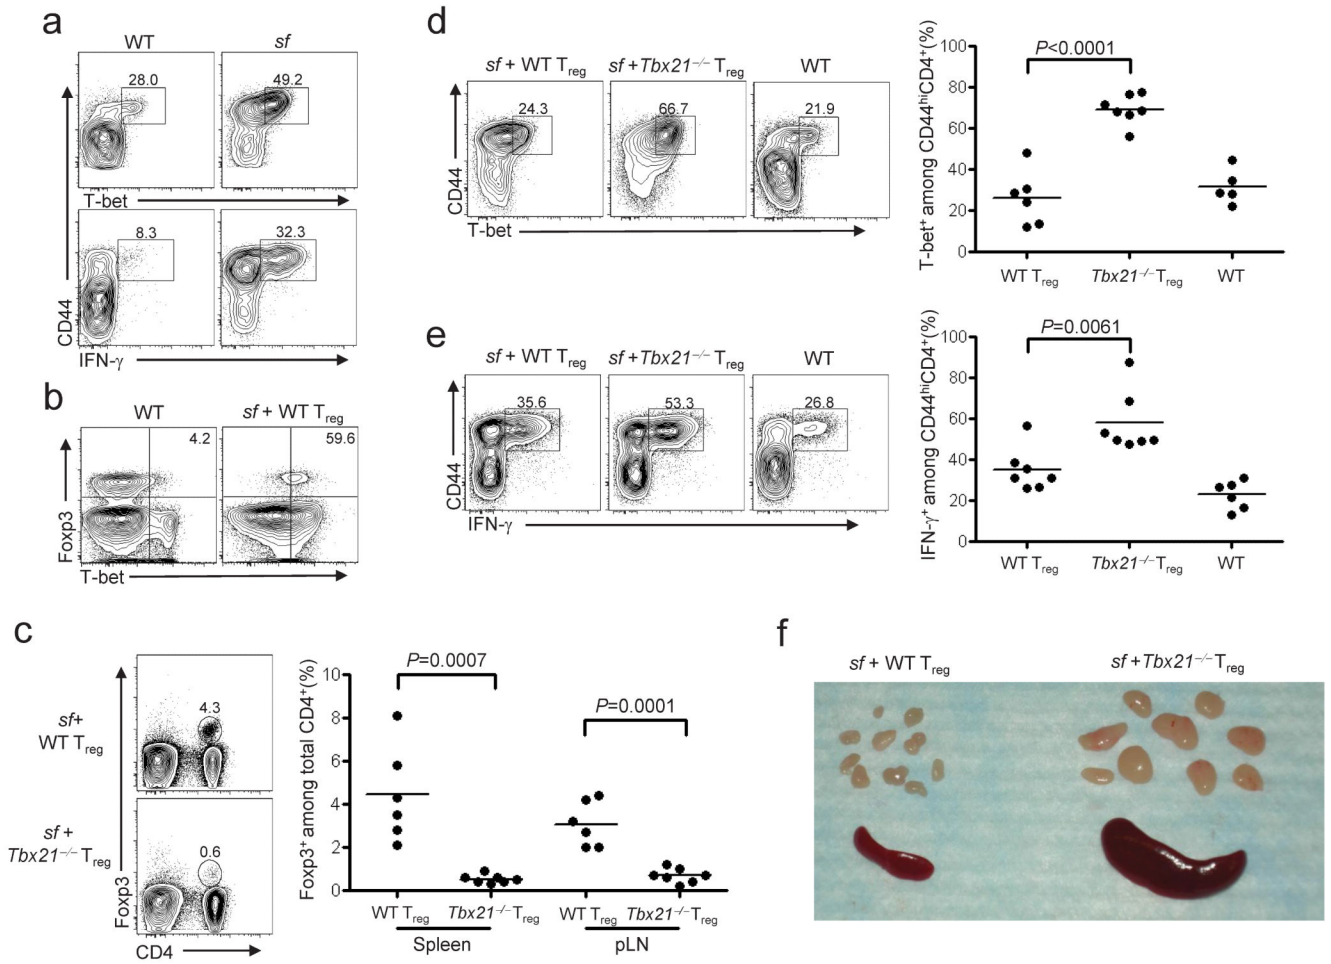 a
WT
sf
28.0
49.2
T-bet
8.3
32.3
CD44
IFN-γ
b
WT
sf + WT Treg
4.2
59.6
Foxp3
T-bet
c
sf+
WT Treg
4.3
sf +
Tbx21–/– Treg
0.6
Foxp3
CD4
Foxp3+ among total CD4+(%)
10
8
6
4
2
0
P=0.0007
P=0.0001
WT Treg
Tbx21–/–Treg
WT Treg
Tbx21–/–Treg
Spleen
pLN
d
sf + WT Treg
sf +Tbx21–/– Treg
WT
24.3
66.7
21.9
CD44
T-bet
T-bet+ among CD44hiCD4+(%)
100
80
60
40
20
0
P<0.0001
WT Treg
Tbx21–/–Treg
WT
e
sf + WT Treg
sf +Tbx21–/– Treg
WT
35.6
53.3
26.8
CD44
IFN-γ
IFN-γ+ among CD44hiCD4+(%)
100
80
60
40
20
0
P=0.0061
WT Treg
Tbx21–/–Treg
WT
f
sf + WT Treg
sf +Tbx21–/–Treg